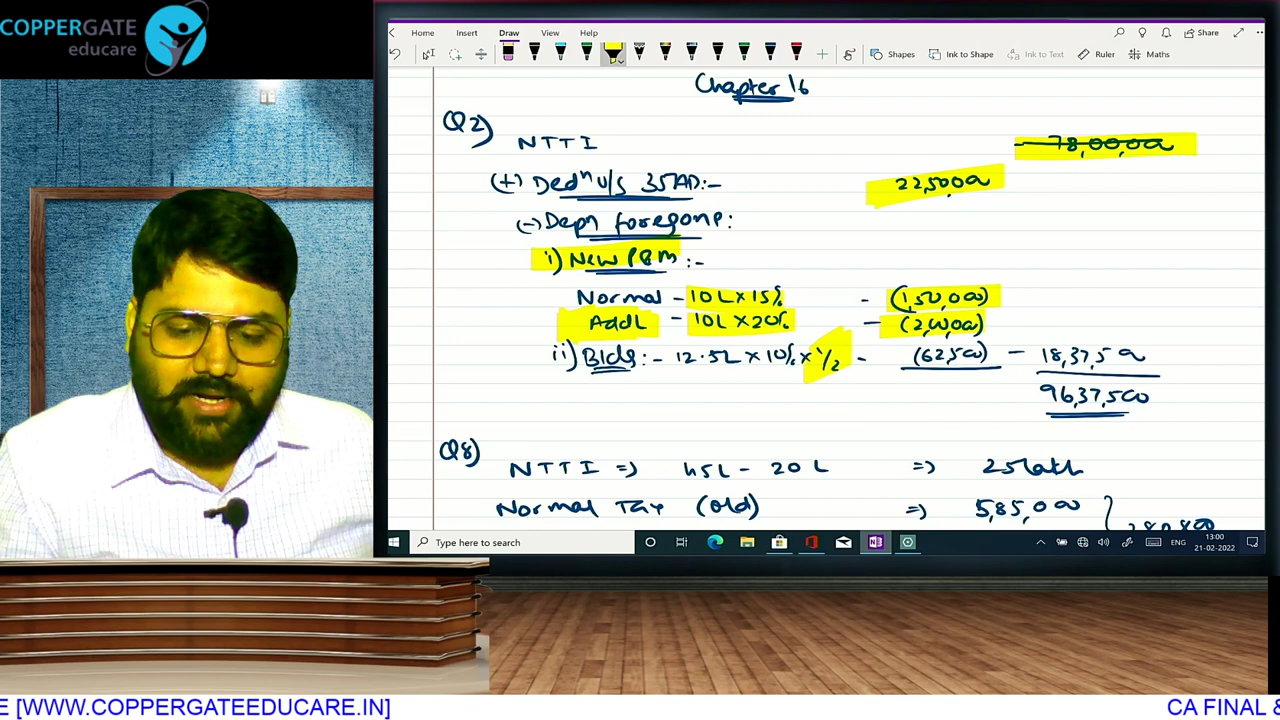 COPPERGATE
educare
Home Insert Draw View Help
Share
Shapes Ink to Shape Ink to Text Ruler Maths
Chapter 16
Q2)
NTTI - 78,00,000
(+) Dedn u/s 35AD:- 22,50,000
(-) Depn foregone:
i) New P&M :-
Normal - 10L x 15% - (1,50,000)
Addl - 10L x 20% - (2,00,000)
ii) Bldg :- 12.5L x 10% x 1/2 - (62,500) - 18,37,500
96,37,500
Q8)
NTTI => 45L - 20L => 25 lakh
Normal Tax (old) => 5,85,000
Type here to search
ENG
13:00
21-02-2022
E [WWW.COPPERGATEEDUCARE.IN] CA FINAL &